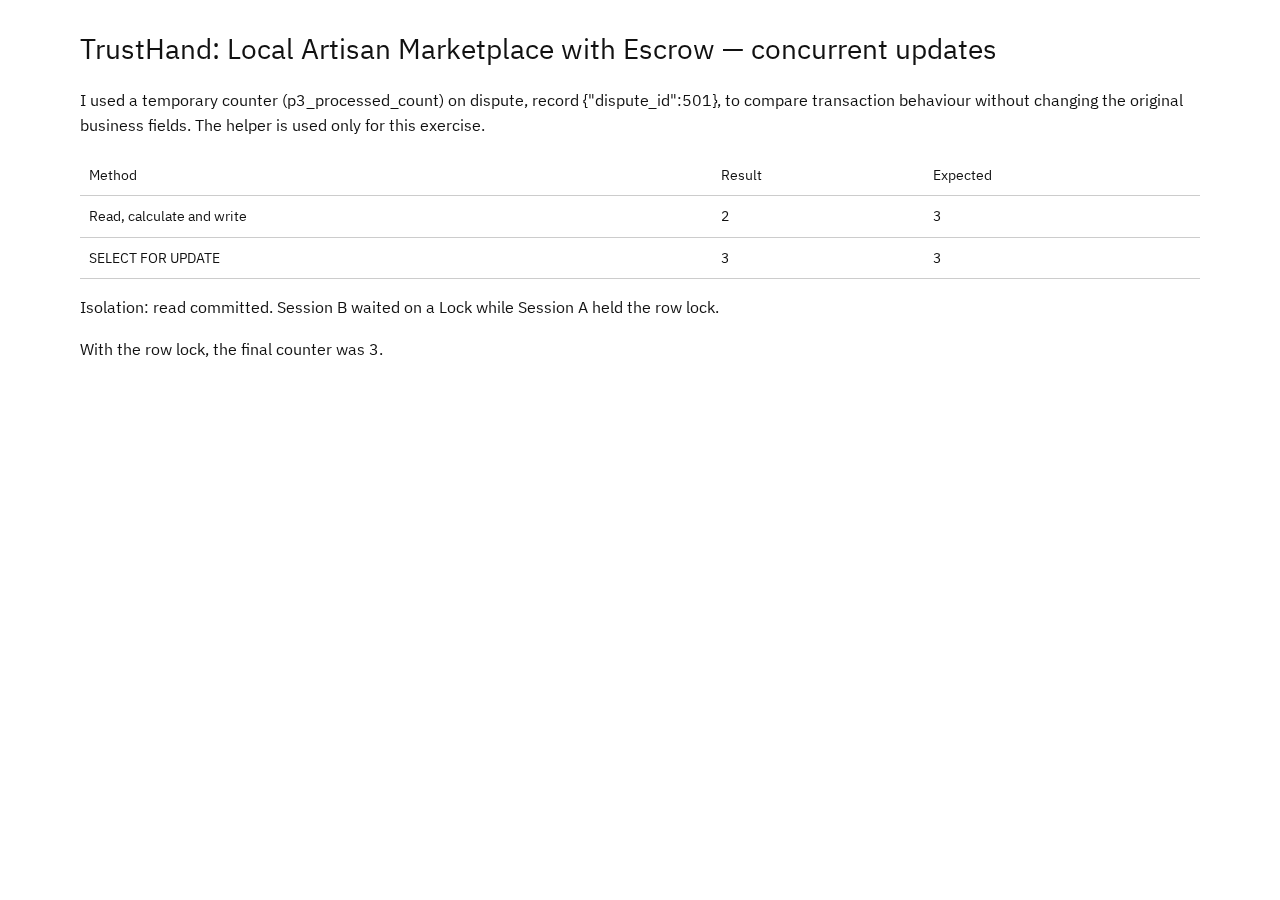 TrustHand: Local Artisan Marketplace with Escrow — concurrent updates
I used a temporary counter (p3_processed_count) on dispute, record {"dispute_id":501}, to compare transaction behaviour without changing the original
business fields. The helper is used only for this exercise.
Method Result Expected
Read, calculate and write 2 3
SELECT FOR UPDATE 3 3
Isolation: read committed. Session B waited on a Lock while Session A held the row lock.
With the row lock, the final counter was 3.